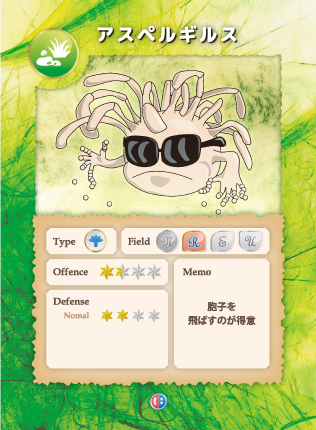 アスペルギルス
Type
Field N R E U
Offence
Memo
胞子を
飛ばすのが得意
Defense
Nomal